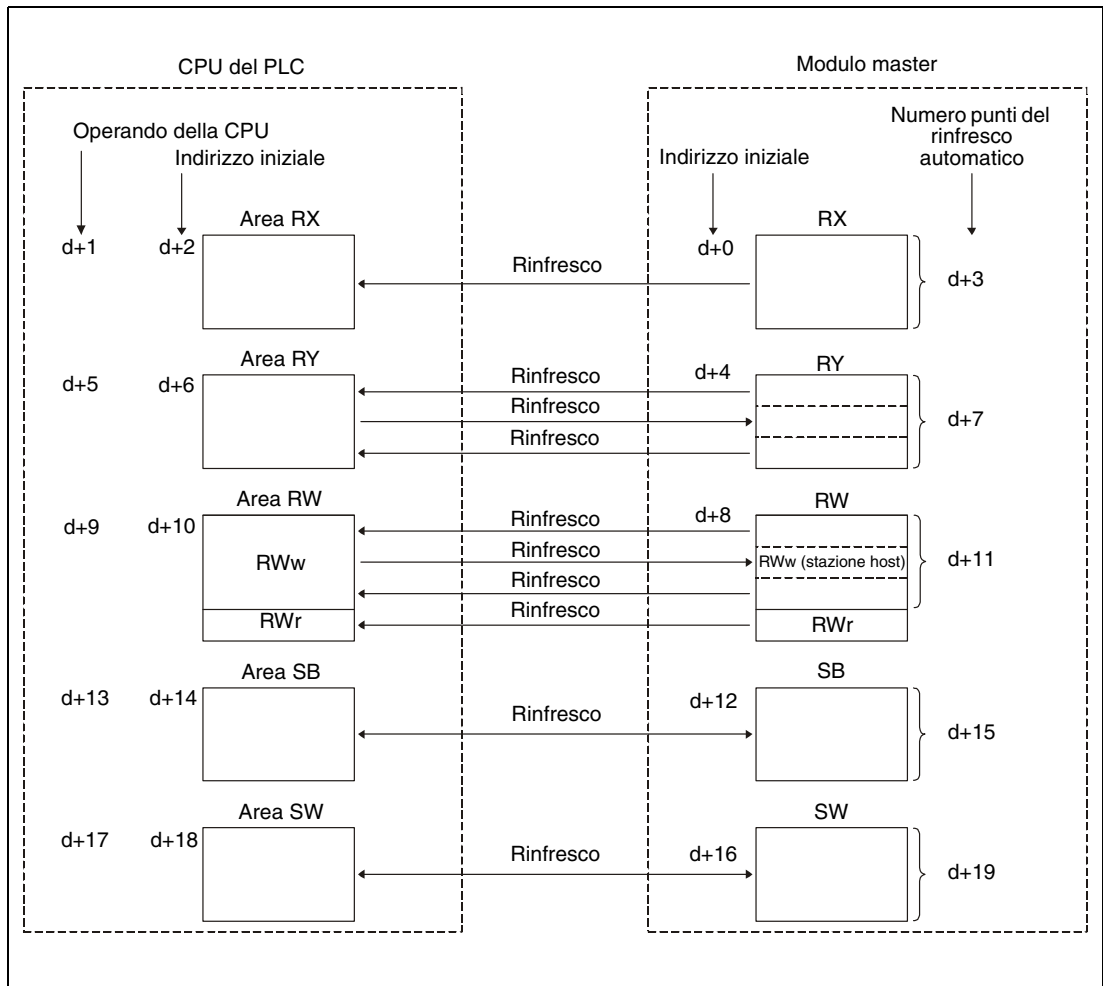 CPU del PLC
Modulo master
Operando della CPU
Indirizzo iniziale
Indirizzo iniziale
Numero punti del
rinfresco
automatico
Area RX
RX
d+1
d+2
Rinfresco
d+0
d+3
Area RY
RY
d+5
d+6
Rinfresco
d+4
Rinfresco
d+7
Rinfresco
Area RW
RW
d+9
d+10
Rinfresco
d+8
RWw
Rinfresco
RWw (stazione host)
d+11
Rinfresco
RWr
Rinfresco
RWr
Area SB
SB
d+13
d+14
Rinfresco
d+12
d+15
Area SW
SW
d+17
d+18
Rinfresco
d+16
d+19